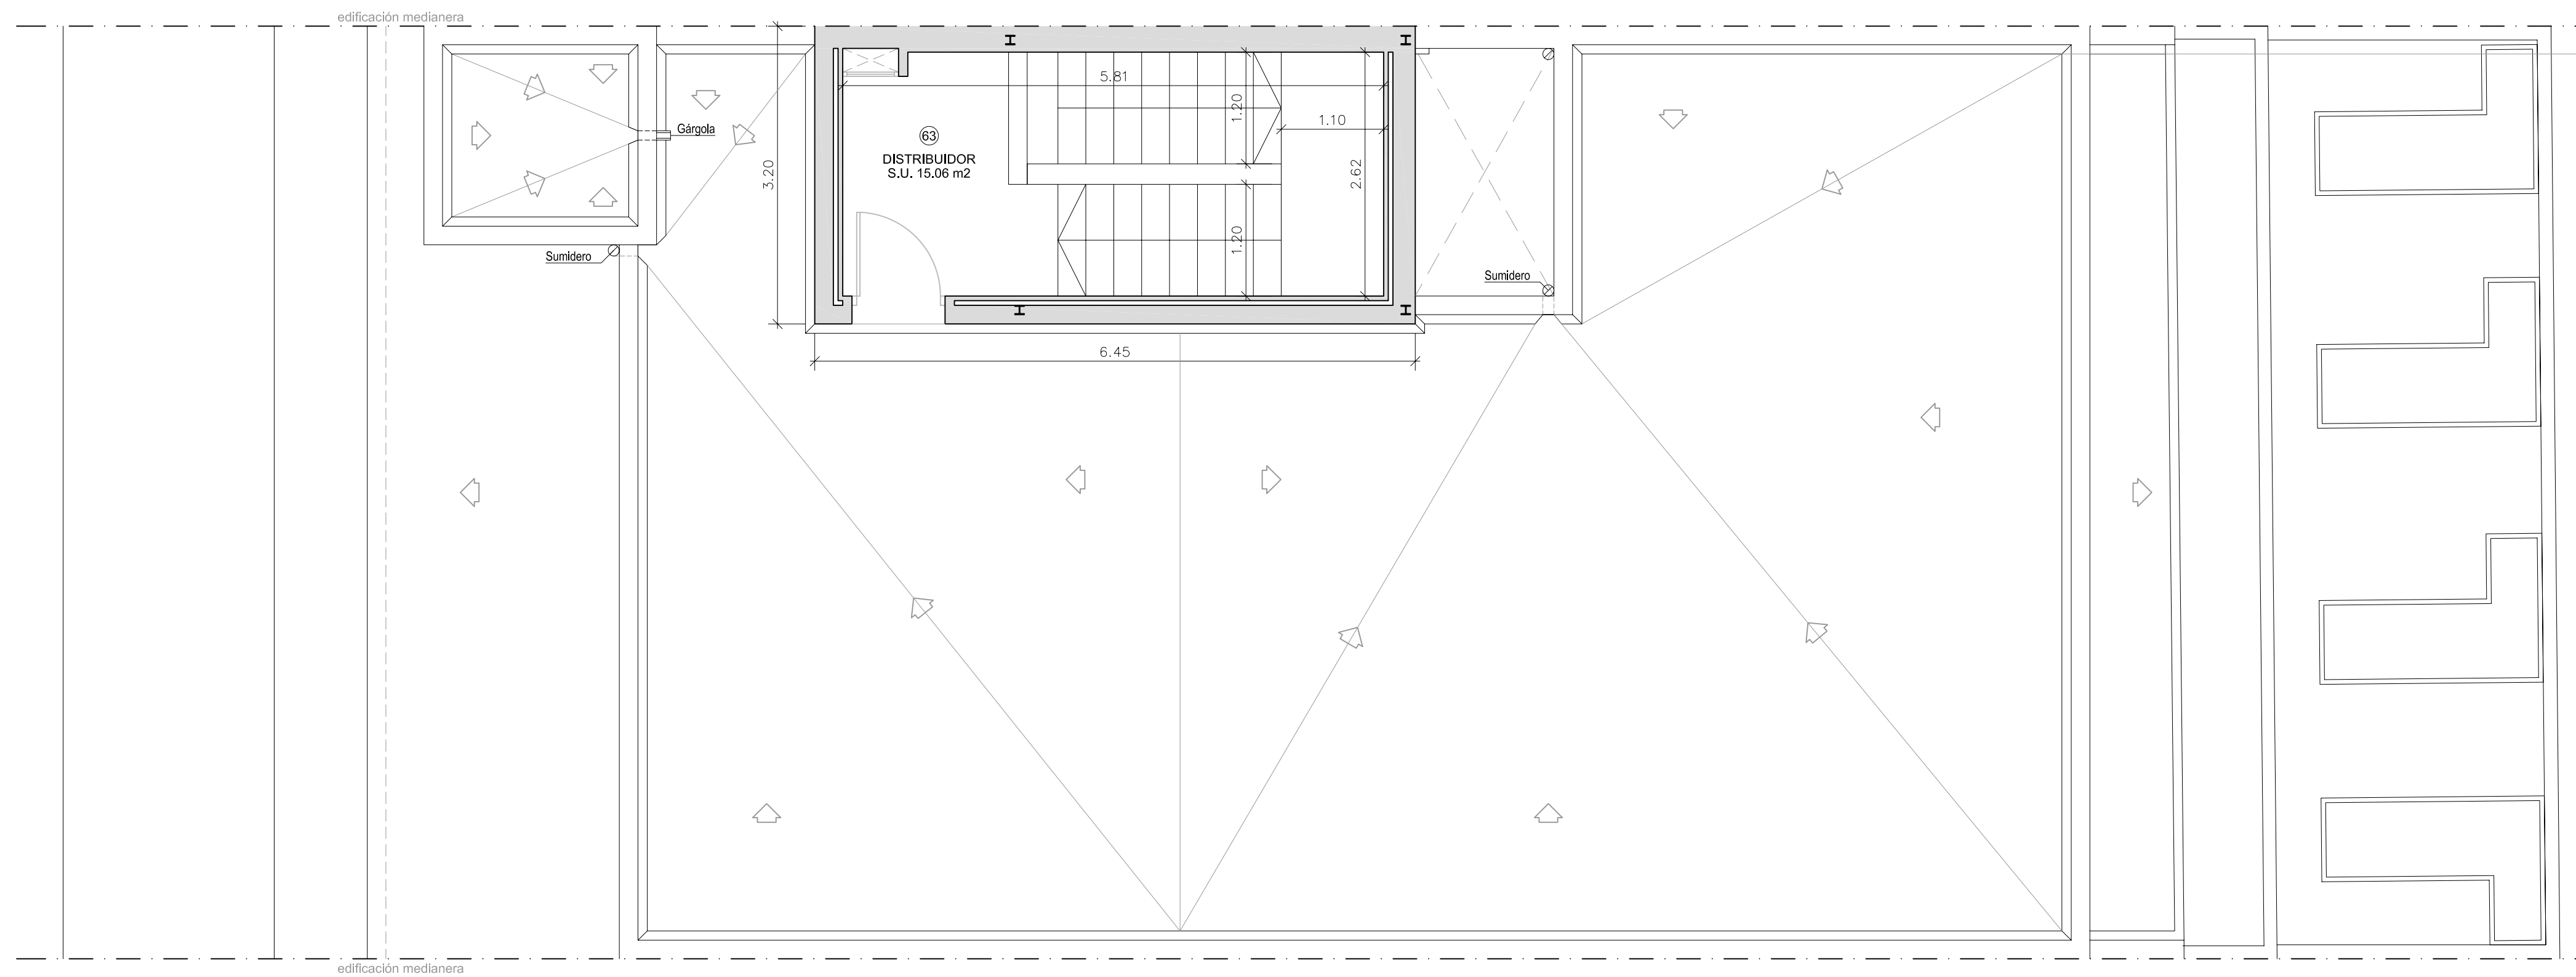 edificación medianera
5.81
1.20
1.10
Gárgola
63
DISTRIBUIDOR
S.U. 15.06 m2
3.20
2.62
1.20
Sumidero
Sumidero
6.45
edificación medianera